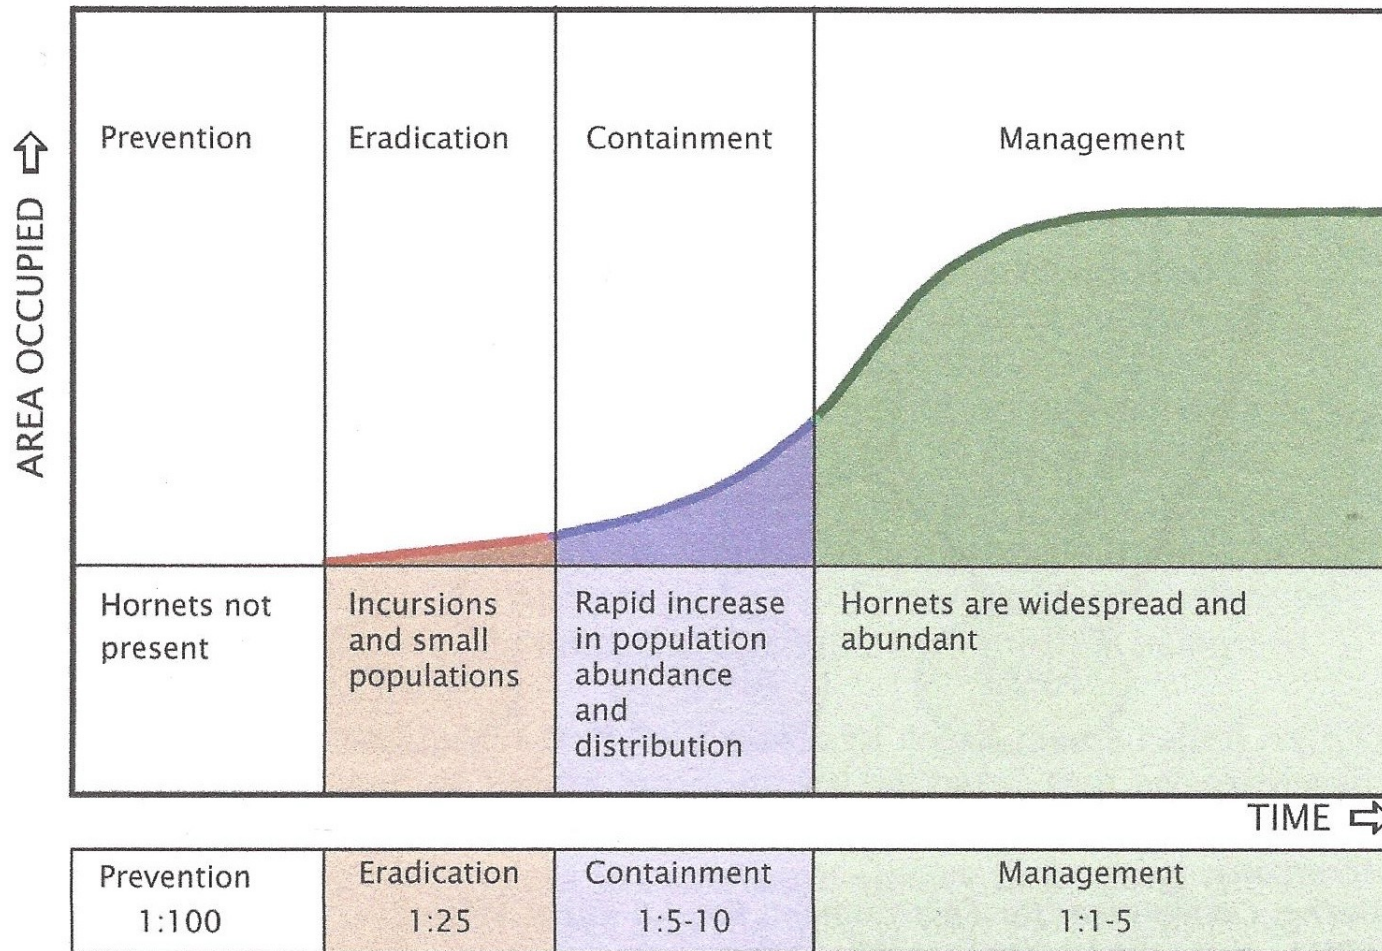 AREA OCCUPIED
Prevention
Eradication
Containment
Management
Hornets not
present
Incursions
and small
populations
Rapid increase
in population
abundance
and
distribution
Hornets are widespread and
abundant
TIME
Prevention
1:100
Eradication
1:25
Containment
1:5-10
Management
1:1-5